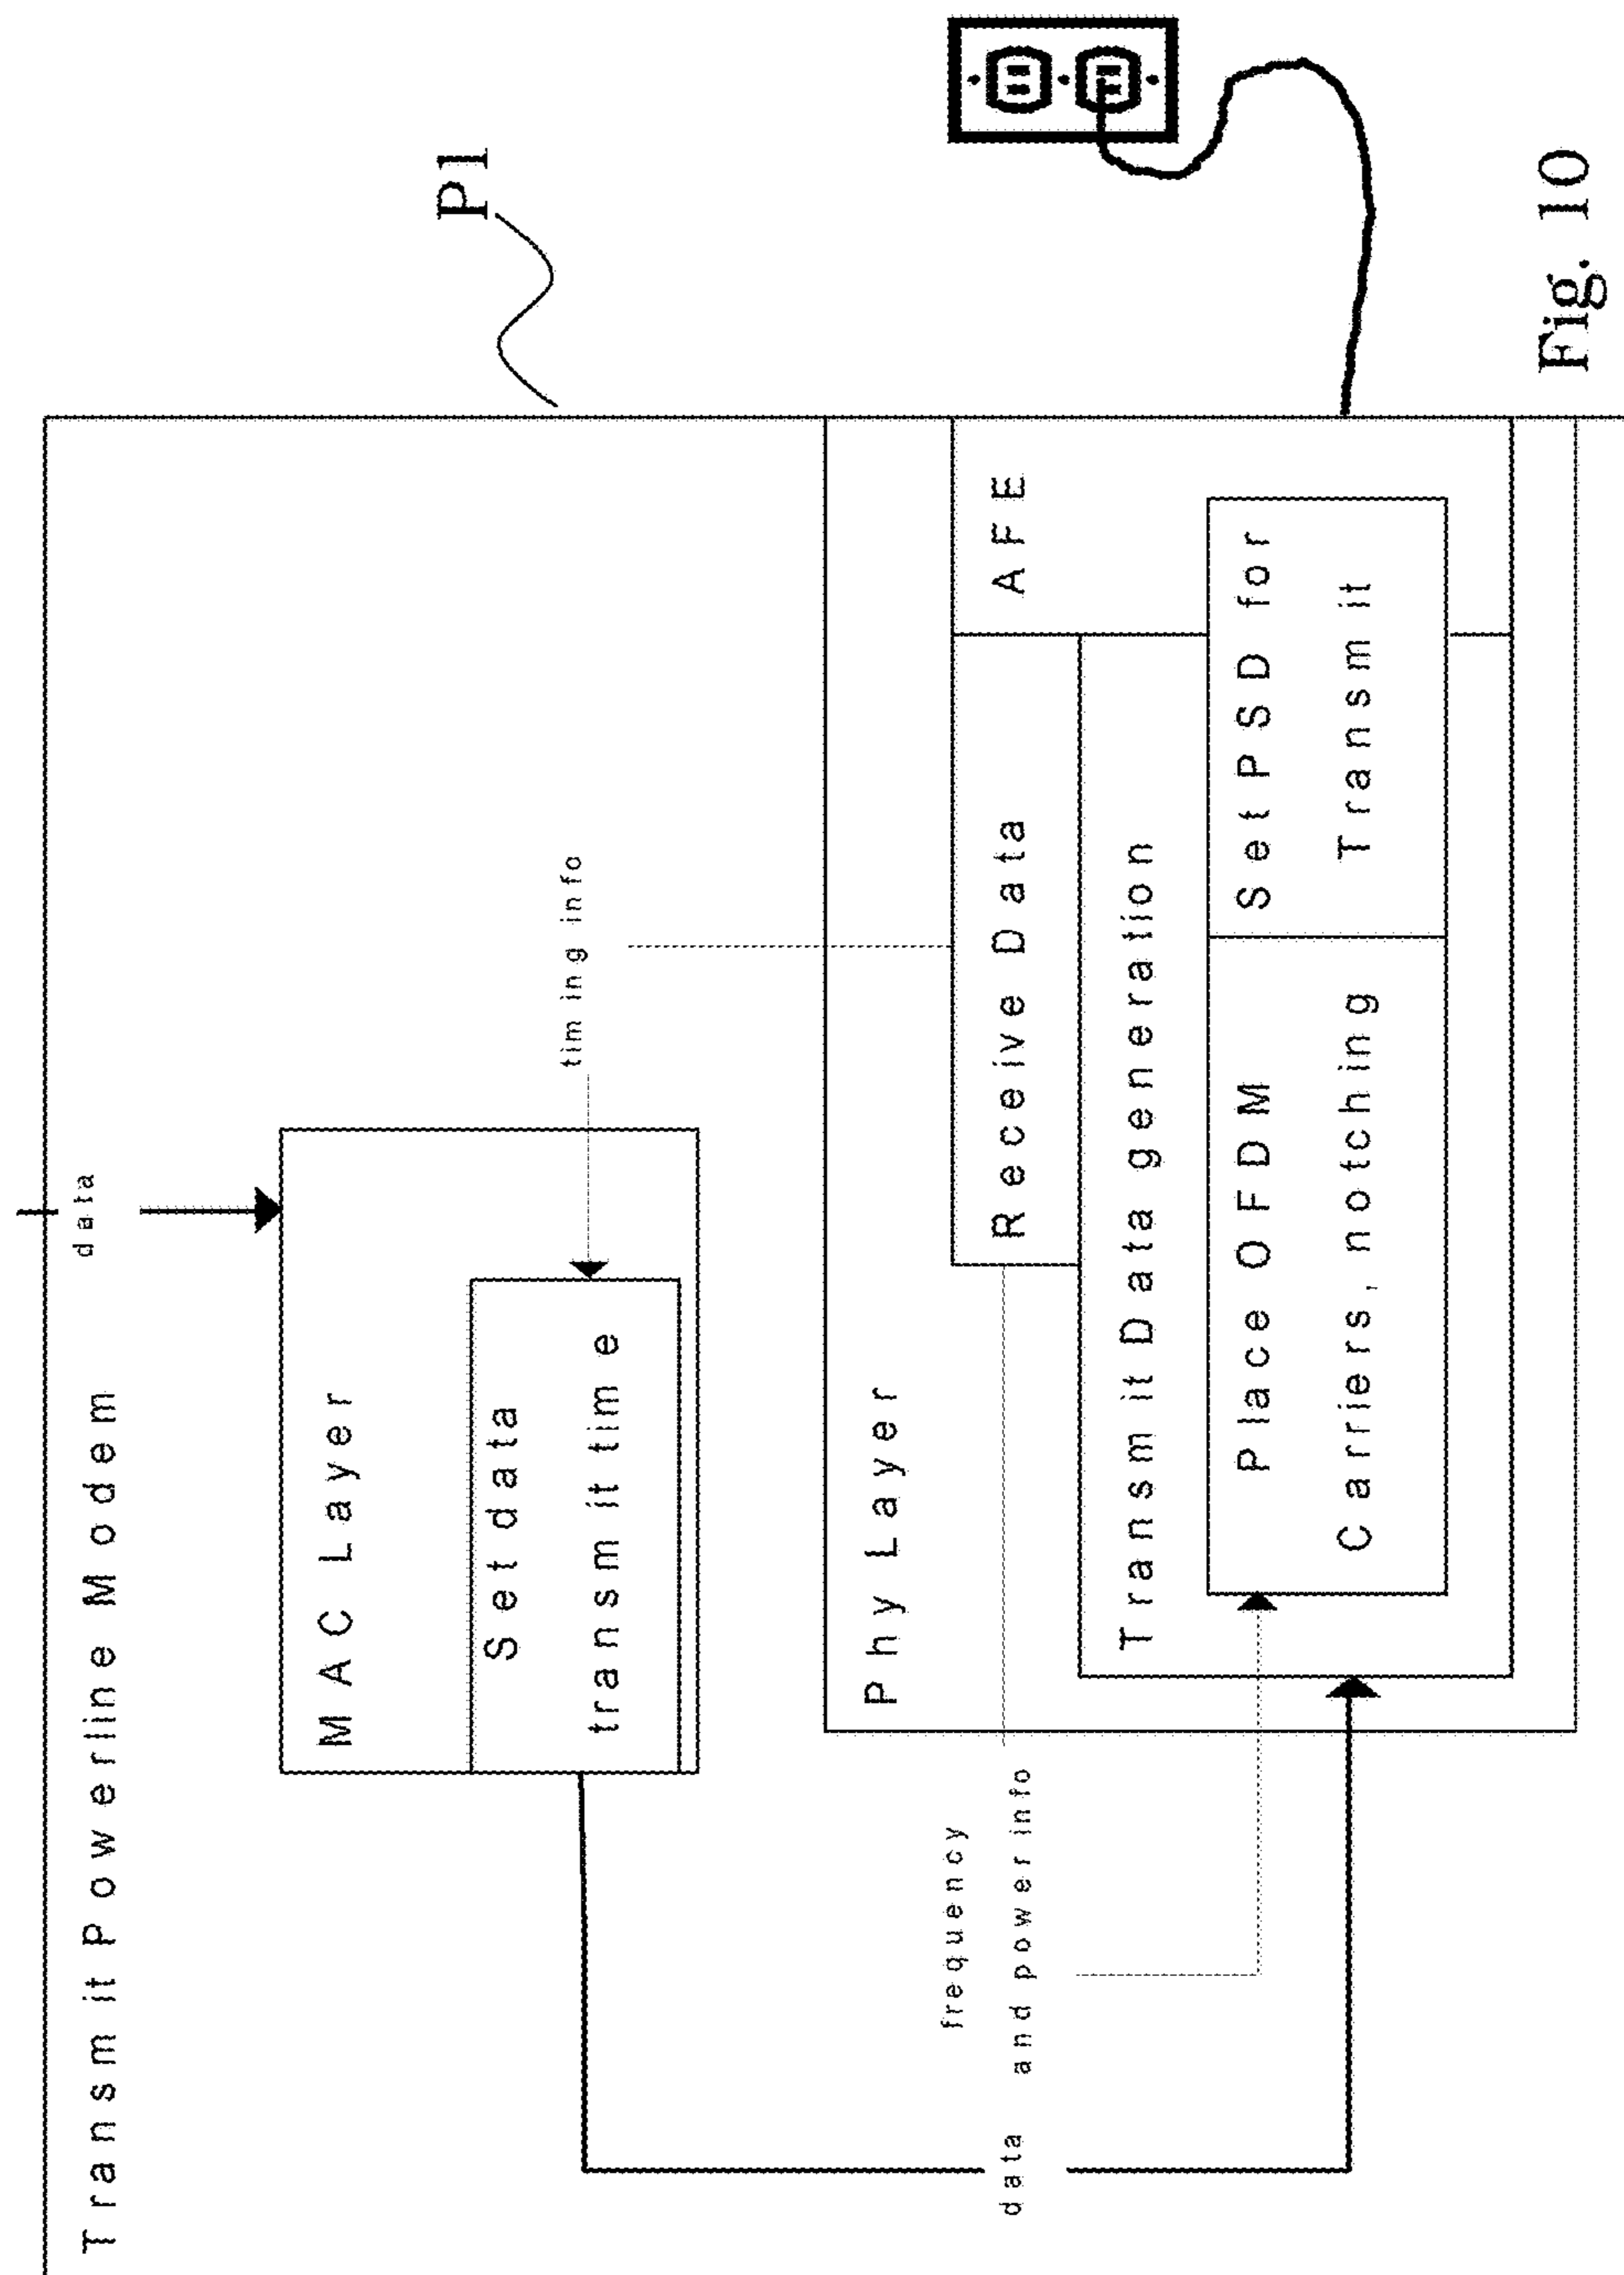 Transmit Powerline Modem
data
P1
MAC Layer
Set data
transmit time
timing info
Phy Layer
frequency
and power info
data
Receive Data
AFE
Transmit Data generation
Place OFDM
Carriers, notching
Set PSD for
Transmit
Fig. 10